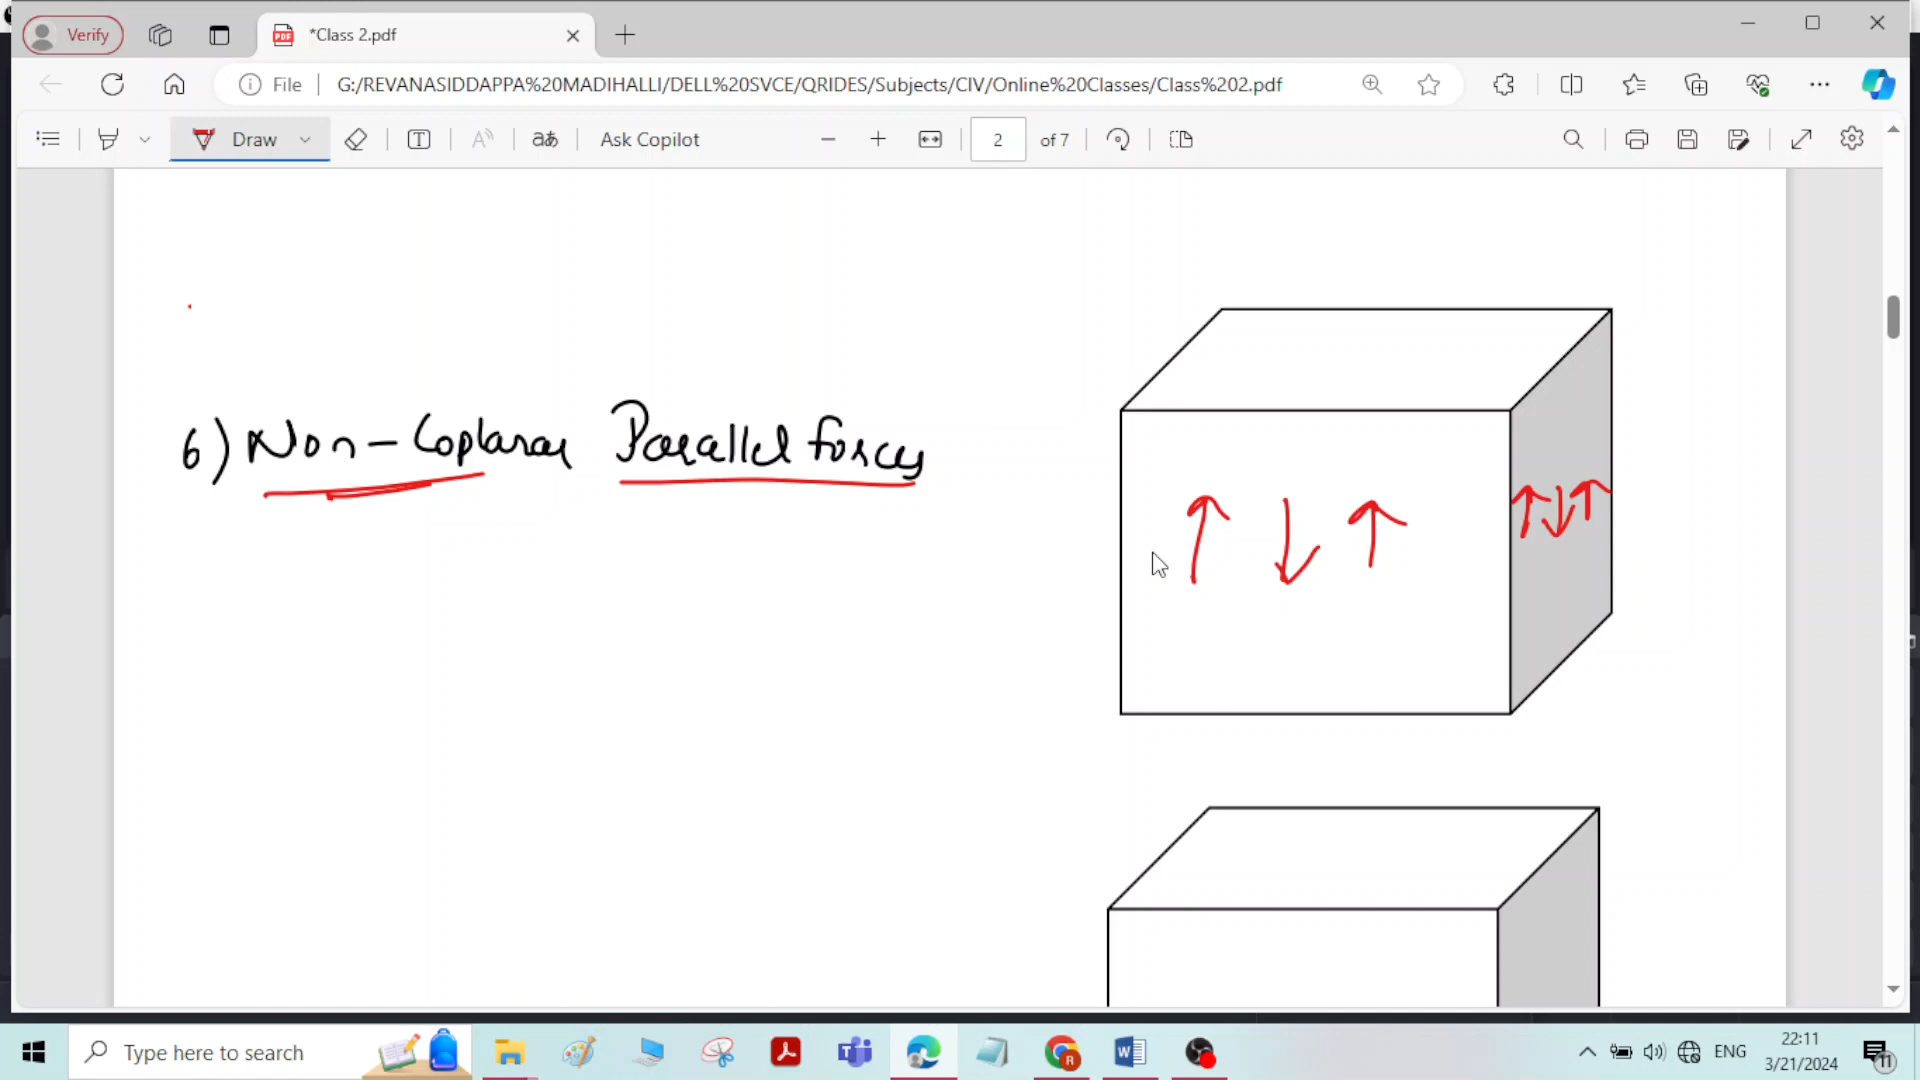 Verify
*Class 2.pdf
File
G:/REVANASIDDAPPA%20MADIHALLI/DELL%20SVCE/QRIDES/Subjects/CIV/Online%20Classes/Class%202.pdf
Draw
Ask Copilot
2 of 7
6) Non-Coplanar Parallel forces
Type here to search
ENG
22:11
3/21/2024
11